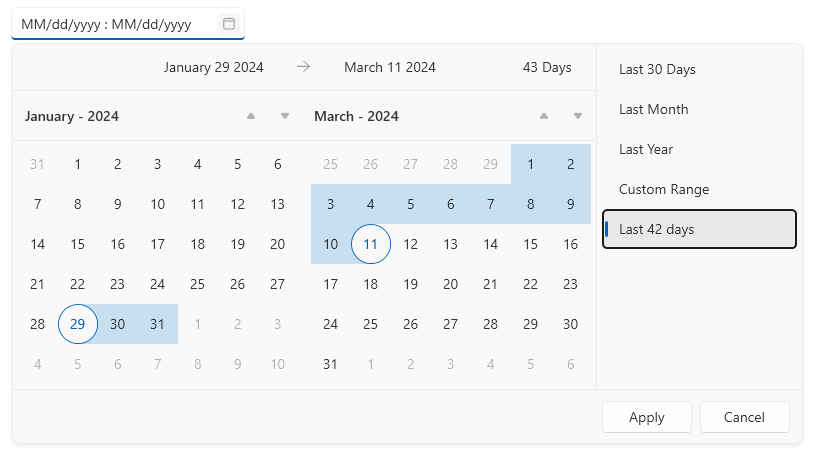 MM/dd/yyyy : MM/dd/yyyy
January 29 2024 → March 11 2024 43 Days
January - 2024
31 1 2 3 4 5 6
7 8 9 10 11 12 13
14 15 16 17 18 19 20
21 22 23 24 25 26 27
28 29 30 31 1 2 3
4 5 6 7 8 9 10
March - 2024
25 26 27 28 29 1 2
3 4 5 6 7 8 9
10 11 12 13 14 15 16
17 18 19 20 21 22 23
24 25 26 27 28 29 30
31 1 2 3 4 5 6
Last 30 Days
Last Month
Last Year
Custom Range
Last 42 days
Apply Cancel